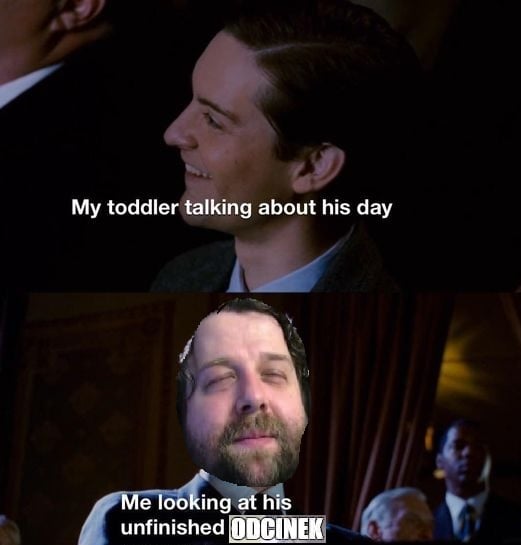 My toddler talking about his day
Me looking at his
unfinished ODCINEK